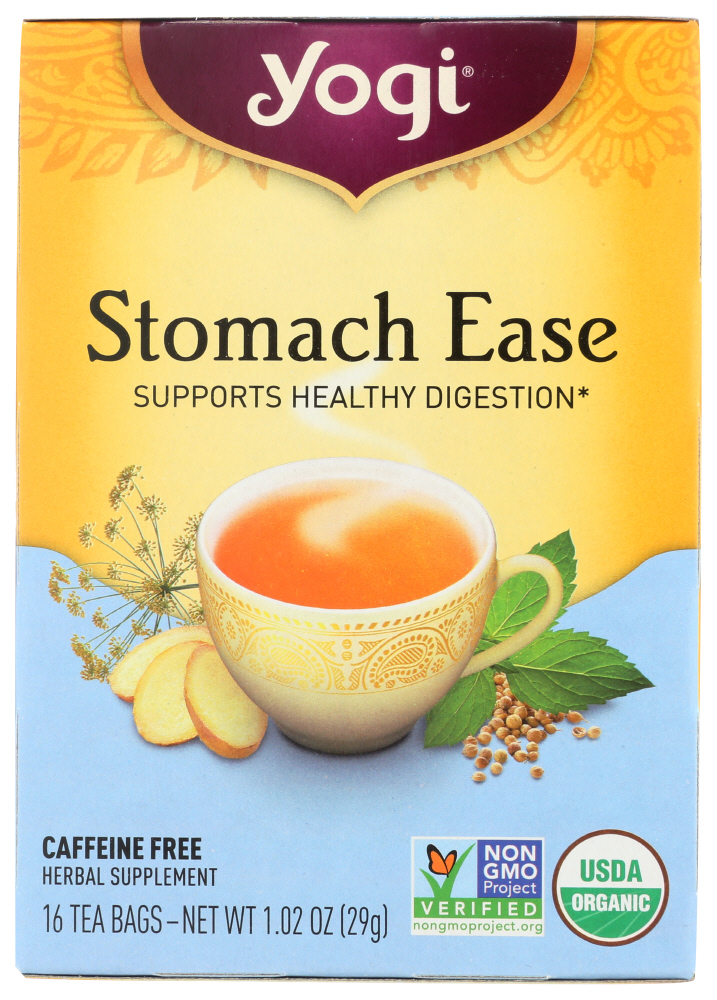 Yogi®
Stomach Ease
SUPPORTS HEALTHY DIGESTION*
CAFFEINE FREE
HERBAL SUPPLEMENT
16 TEA BAGS–NET WT 1.02 OZ (29g)
NON
GMO
Project
VERIFIED
nongmoproject.org
USDA
ORGANIC